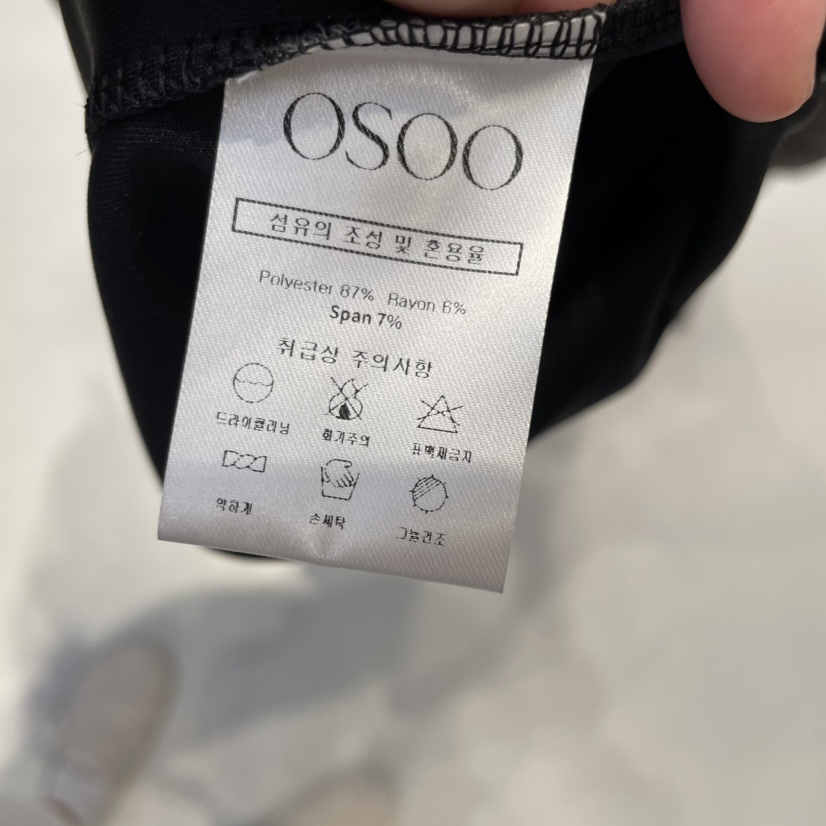 OSOO
섬유의 조성 및 혼용율
Polyester 87% Rayon 6%
Span 7%
취급상 주의사항
드라이클리닝 화기주의 표백제금지
약하게 손세탁 그늘건조